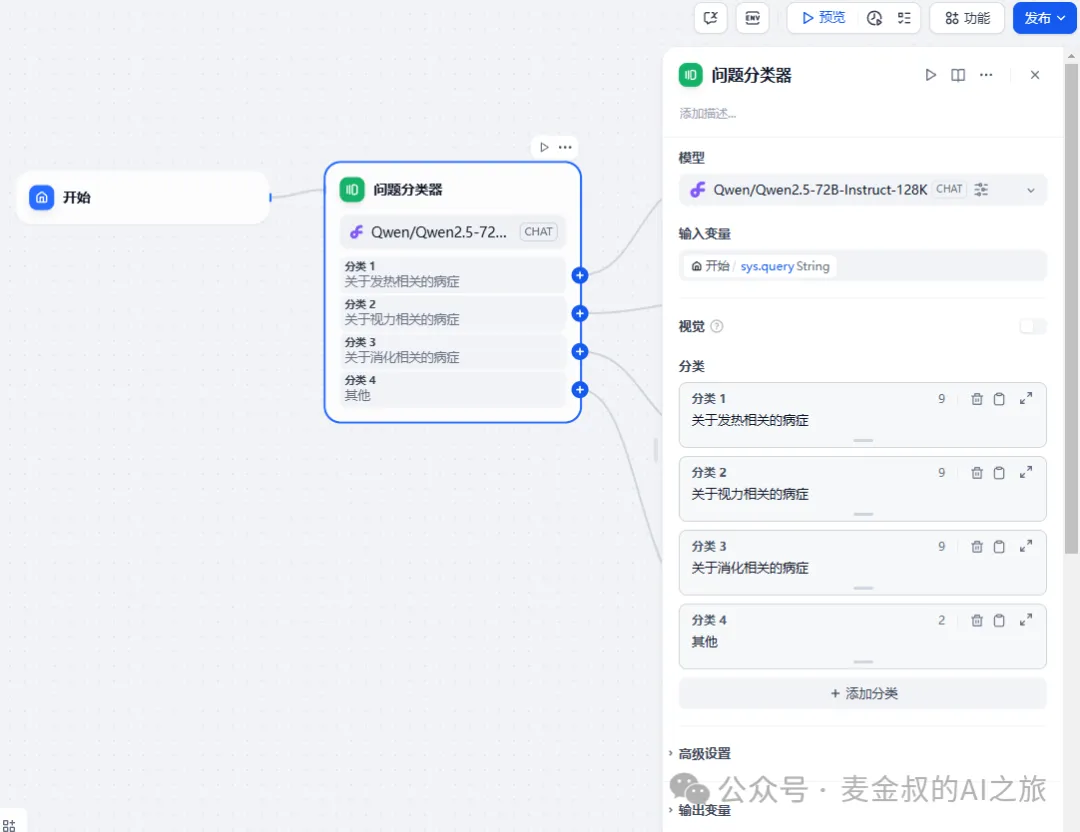 ENV
预览
功能
发布
开始
问题分类器
Qwen/Qwen2.5-72... CHAT
分类 1
关于发热相关的病症
分类 2
关于视力相关的病症
分类 3
关于消化相关的病症
分类 4
其他
问题分类器
添加描述...
模型
Qwen/Qwen2.5-72B-Instruct-128K CHAT
输入变量
开始 / sys.query String
视觉
分类
分类 1 9
关于发热相关的病症
分类 2 9
关于视力相关的病症
分类 3 9
关于消化相关的病症
分类 4 2
其他
+ 添加分类
高级设置
公众号 · 麦金叔的AI之旅
输出变量